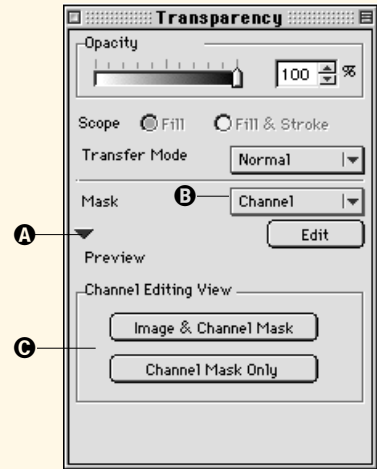 Transparency
Opacity
100 %
Scope Fill Fill & Stroke
Transfer Mode Normal
Mask B Channel
A Edit
Preview
Channel Editing View
Image & Channel Mask
C
Channel Mask Only